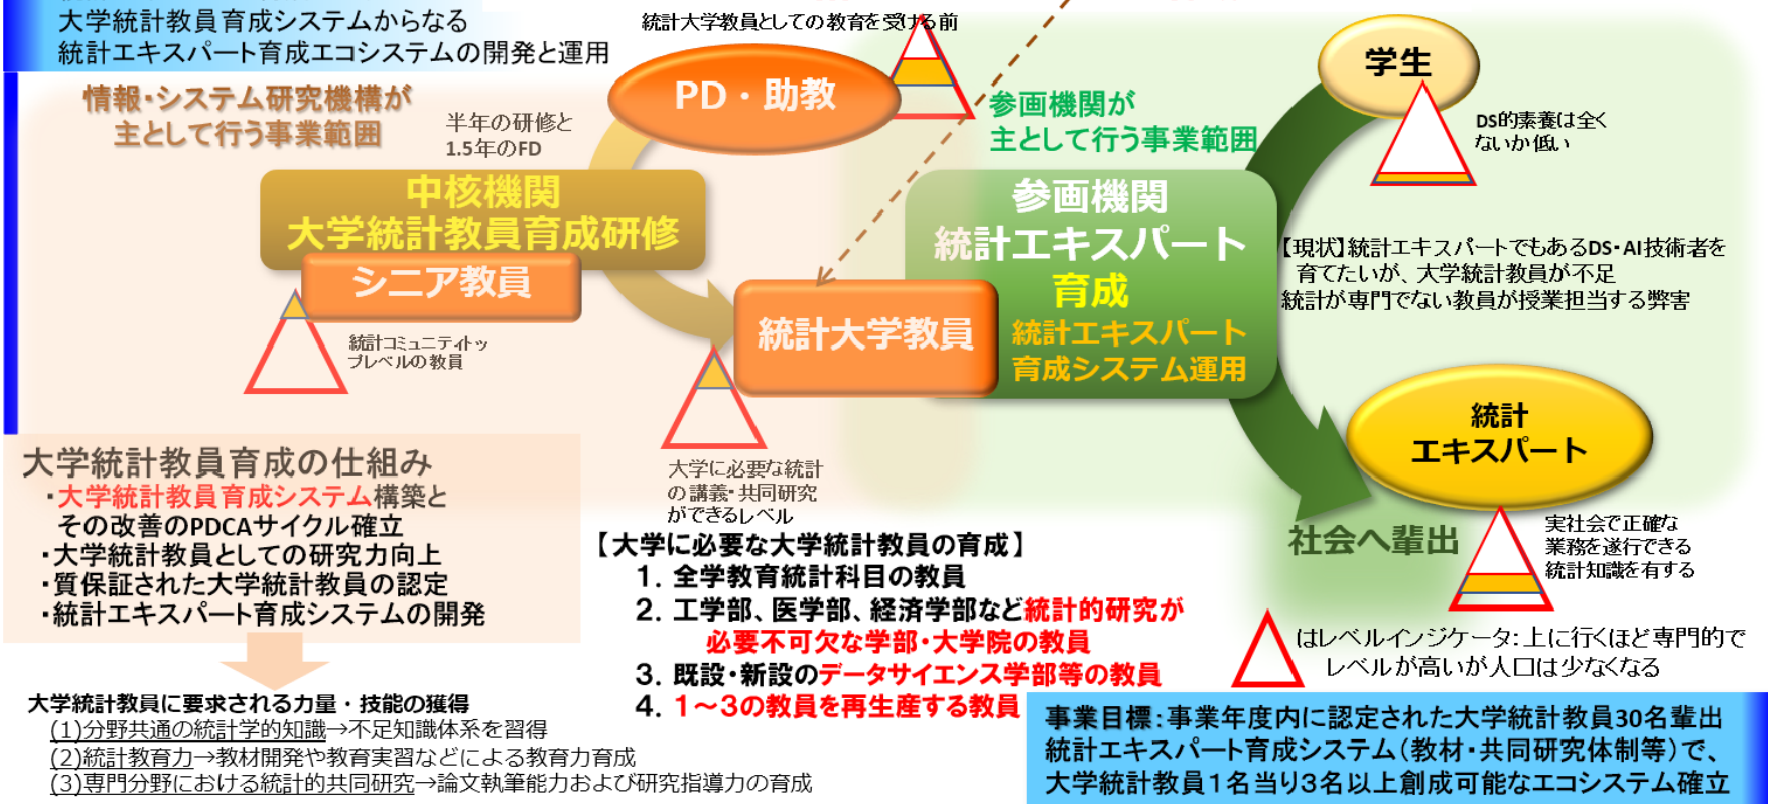 大学統計教員育成システムからなる
統計エキスパート育成エコシステムの開発と運用
統計大学教員としての教育を受ける前
情報・システム研究機構が
主として行う事業範囲
半年の研修と
1.5年のFD
PD・助教
参画機関が
主として行う事業範囲
学生
DS的素養は全く
ないか低い
中核機関
大学統計教員育成研修
シニア教員
統計コミュニティトッ
プレベルの教員
統計大学教員
大学に必要な統計
の講義・共同研究
ができるレベル
参画機関
統計エキスパート
育成
統計エキスパート
育成システム運用
【現状】統計エキスパートでもあるDS・AI技術者を
育てたいが、大学統計教員が不足
統計が専門でない教員が授業担当する弊害
統計
エキスパート
社会へ輩出
実社会で正確な
業務を遂行できる
統計知識を有する
はレベルインジケータ:上に行くほど専門的で
レベルが高いが人口は少なくなる
大学統計教員育成の仕組み
・大学統計教員育成システム構築と
その改善のPDCAサイクル確立
・大学統計教員としての研究力向上
・質保証された大学統計教員の認定
・統計エキスパート育成システムの開発
大学統計教員に要求される力量・技能の獲得
(1)分野共通の統計学的知識→不足知識体系を習得
(2)統計教育力→教材開発や教育実習などによる教育力育成
(3)専門分野における統計的共同研究→論文執筆能力および研究指導力の育成
【大学に必要な大学統計教員の育成】
1. 全学教育統計科目の教員
2. 工学部、医学部、経済学部など統計的研究が
必要不可欠な学部・大学院の教員
3. 既設・新設のデータサイエンス学部等の教員
4. 1～3の教員を再生産する教員
事業目標:事業年度内に認定された大学統計教員30名輩出
統計エキスパート育成システム(教材・共同研究体制等)で、
大学統計教員1名当り3名以上創成可能なエコシステム確立